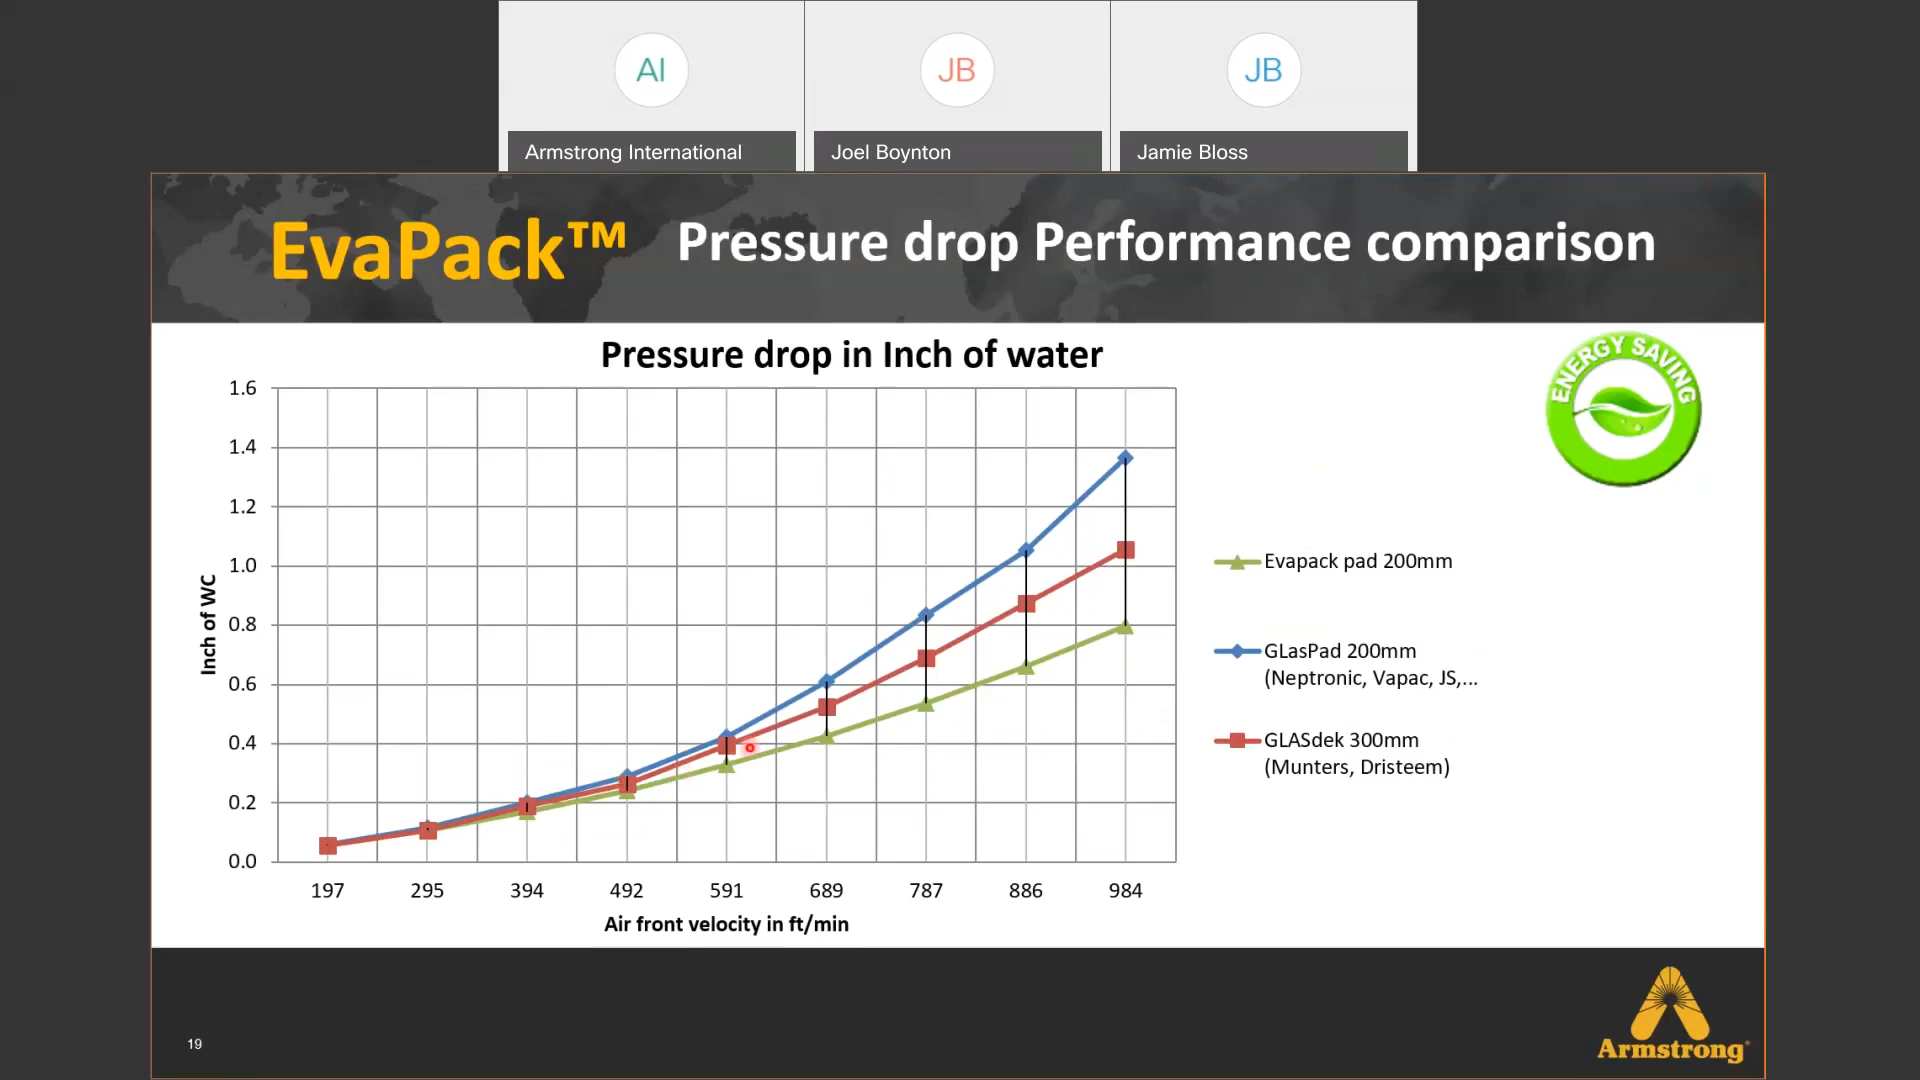 AI
JB
JB
Armstrong International
Joel Boynton
Jamie Bloss
EvaPack™ Pressure drop Performance comparison
Pressure drop in Inch of water
ENERGY SAVING
1.6
1.4
1.2
1.0
0.8
0.6
0.4
0.2
0.0
Inch of WC
197 295 394 492 591 689 787 886 984
Air front velocity in ft/min
Evapack pad 200mm
GLasPad 200mm
(Neptronic, Vapac, JS,...
GLASdek 300mm
(Munters, Dristeem)
19
Armstrong®